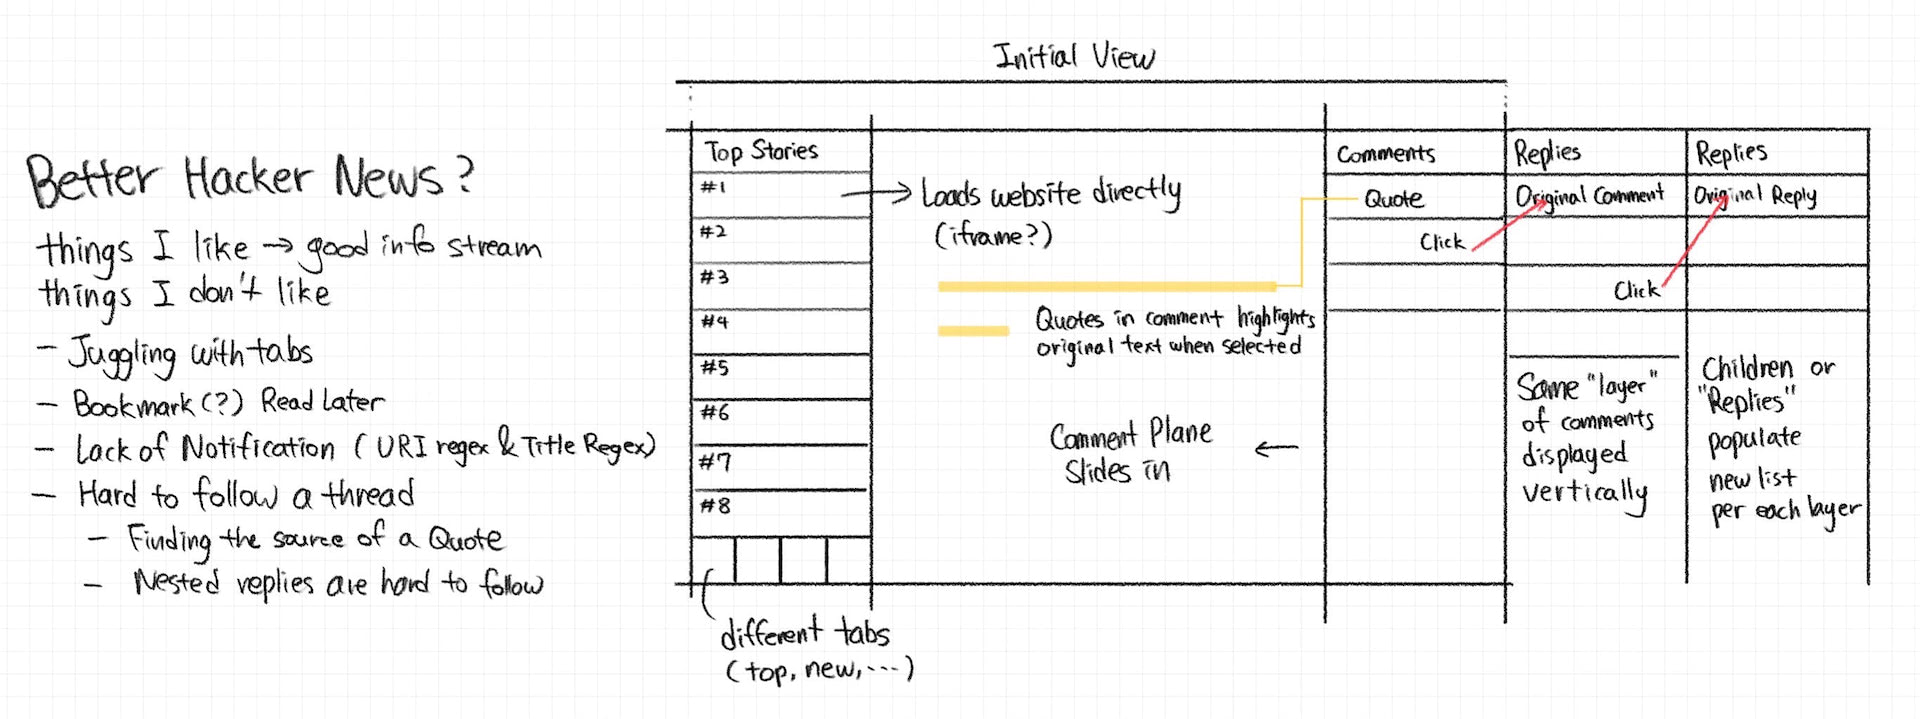 Initial View
Better Hacker News?
things I like → good info stream
things I don't like
- Juggling with tabs
- Bookmark(?) Read Later
- Lack of Notification (URI regex & Title Regex)
- Hard to follow a thread
- Finding the source of a Quote
- Nested replies are hard to follow
Top Stories
#1
#2
#3
#4
#5
#6
#7
#8
different tabs
(top, new, ....)
→ Loads website directly
(iframe?)
Quotes in comment highlights
original text when selected
Comment Plane ←
Slides in
Comments
Quote
Click
Replies
Original Comment
Click
Same "layer"
of comments
displayed
vertically
Replies
Original Reply
Children or
"Replies"
populate
new list
per each layer